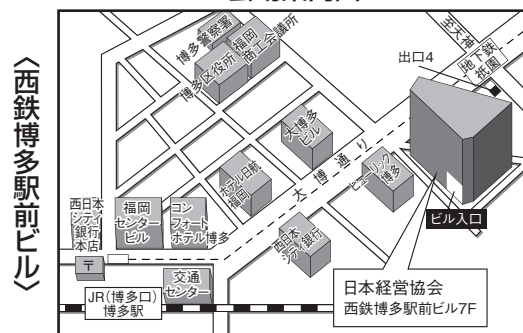 〈西鉄博多駅前ビル〉
博多警察署
博多区役所
福岡
商工会議所
至天神
地下鉄
祇園
出口4
大博多
ビル
大博通り
ホテル日航
福岡
ヒューリック
博多
西日本
シティ
銀行
本店
福岡
センター
ビル
コン
フォート
ホテル博多
西日本
シティ銀行
ビル入口
〒
交通
センター
JR(博多口)
博多駅
日本経営協会
西鉄博多駅前ビル7F